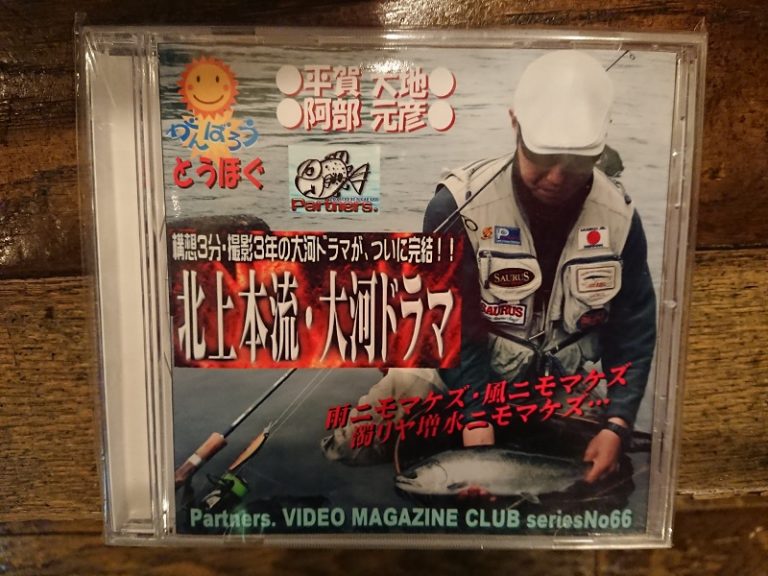 ●平賀 大地●
●阿部 元彦●
がんばろう
とうほぐ
Partners.
構想3分・撮影3年の大河ドラマが、ついに完結！！
北上本流・大河ドラマ
SAURUS
SAURUS
雨ニモマケズ・風ニモマケズ
濁リヤ増水ニモマケズ…
Partners. VIDEO MAGAZINE CLUB seriesNo66